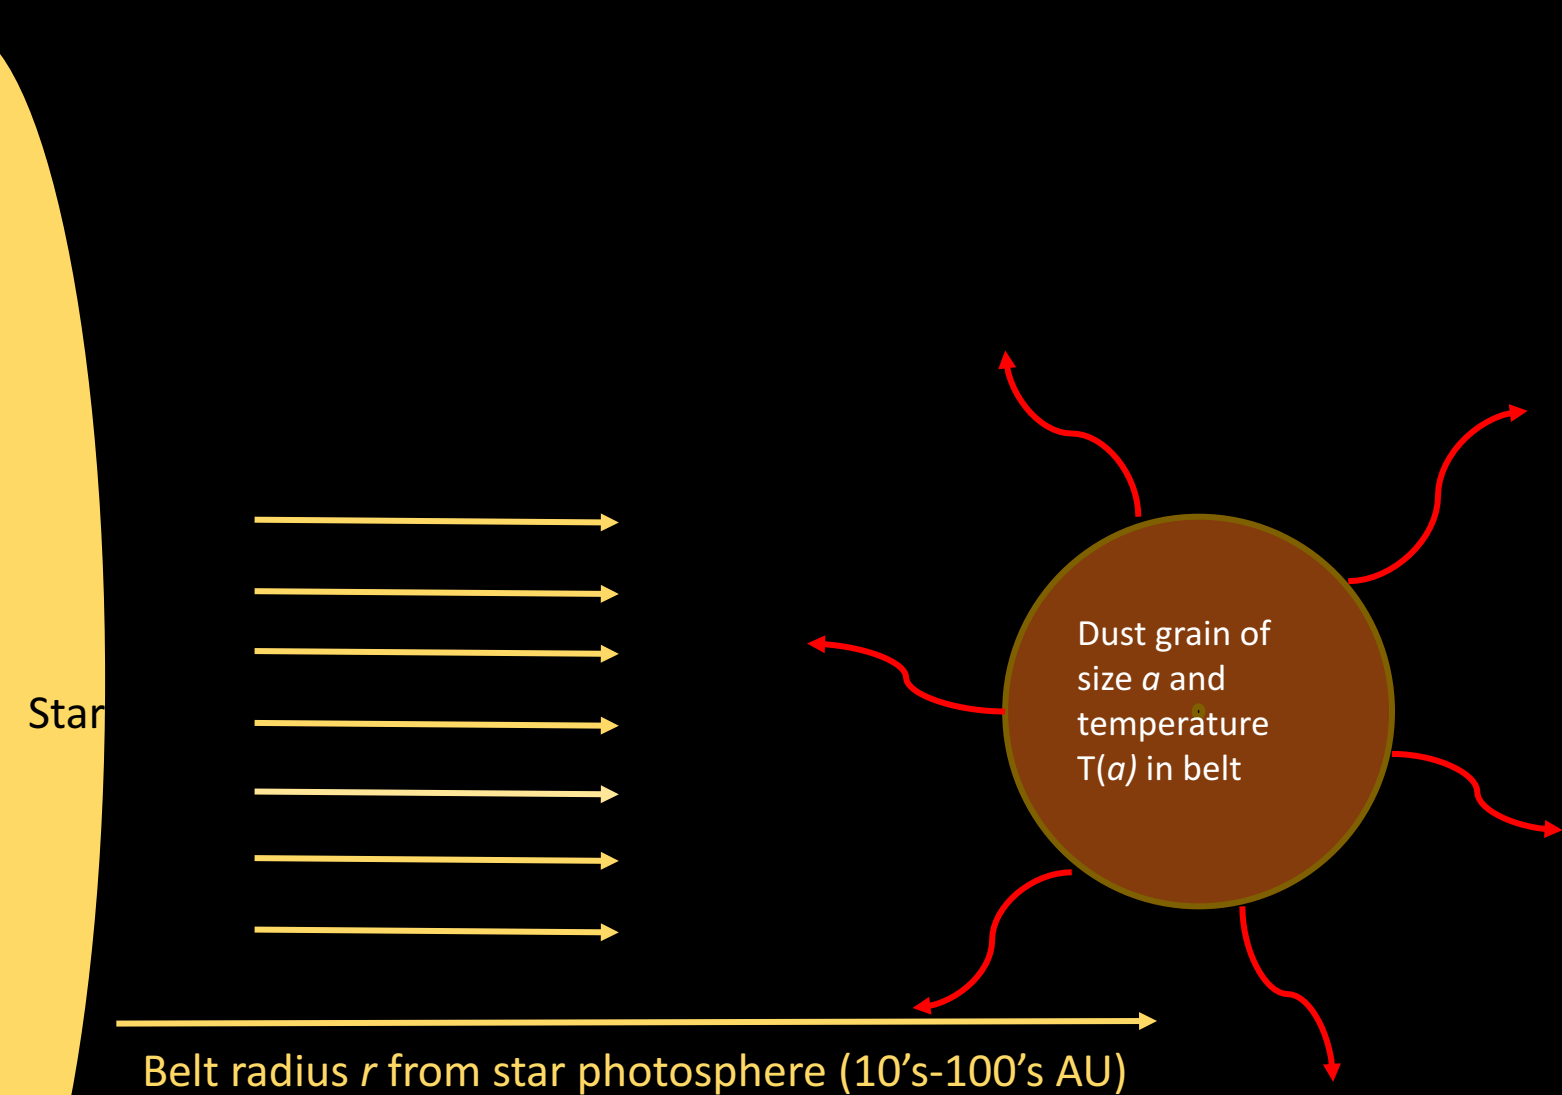 Dust grain of
size a and
Star
temperature
T(a) in belt
Belt radius r from star photosphere (10’s-100’s AU)